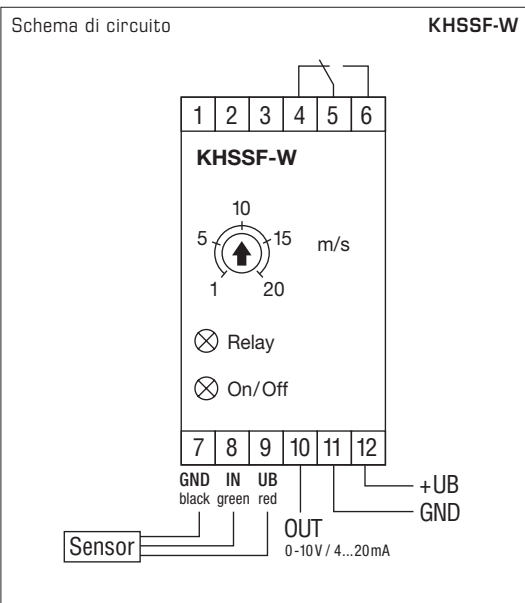 Schema di circuito KHSSF-W
1 2 3 4 5 6
KHSSF-W
10
5 15 m/s
1 20
Relay
On/Off
7 8 9 10 11 12
GND IN UB
black green red
+UB
GND
OUT
0-10V / 4...20mA
Sensor